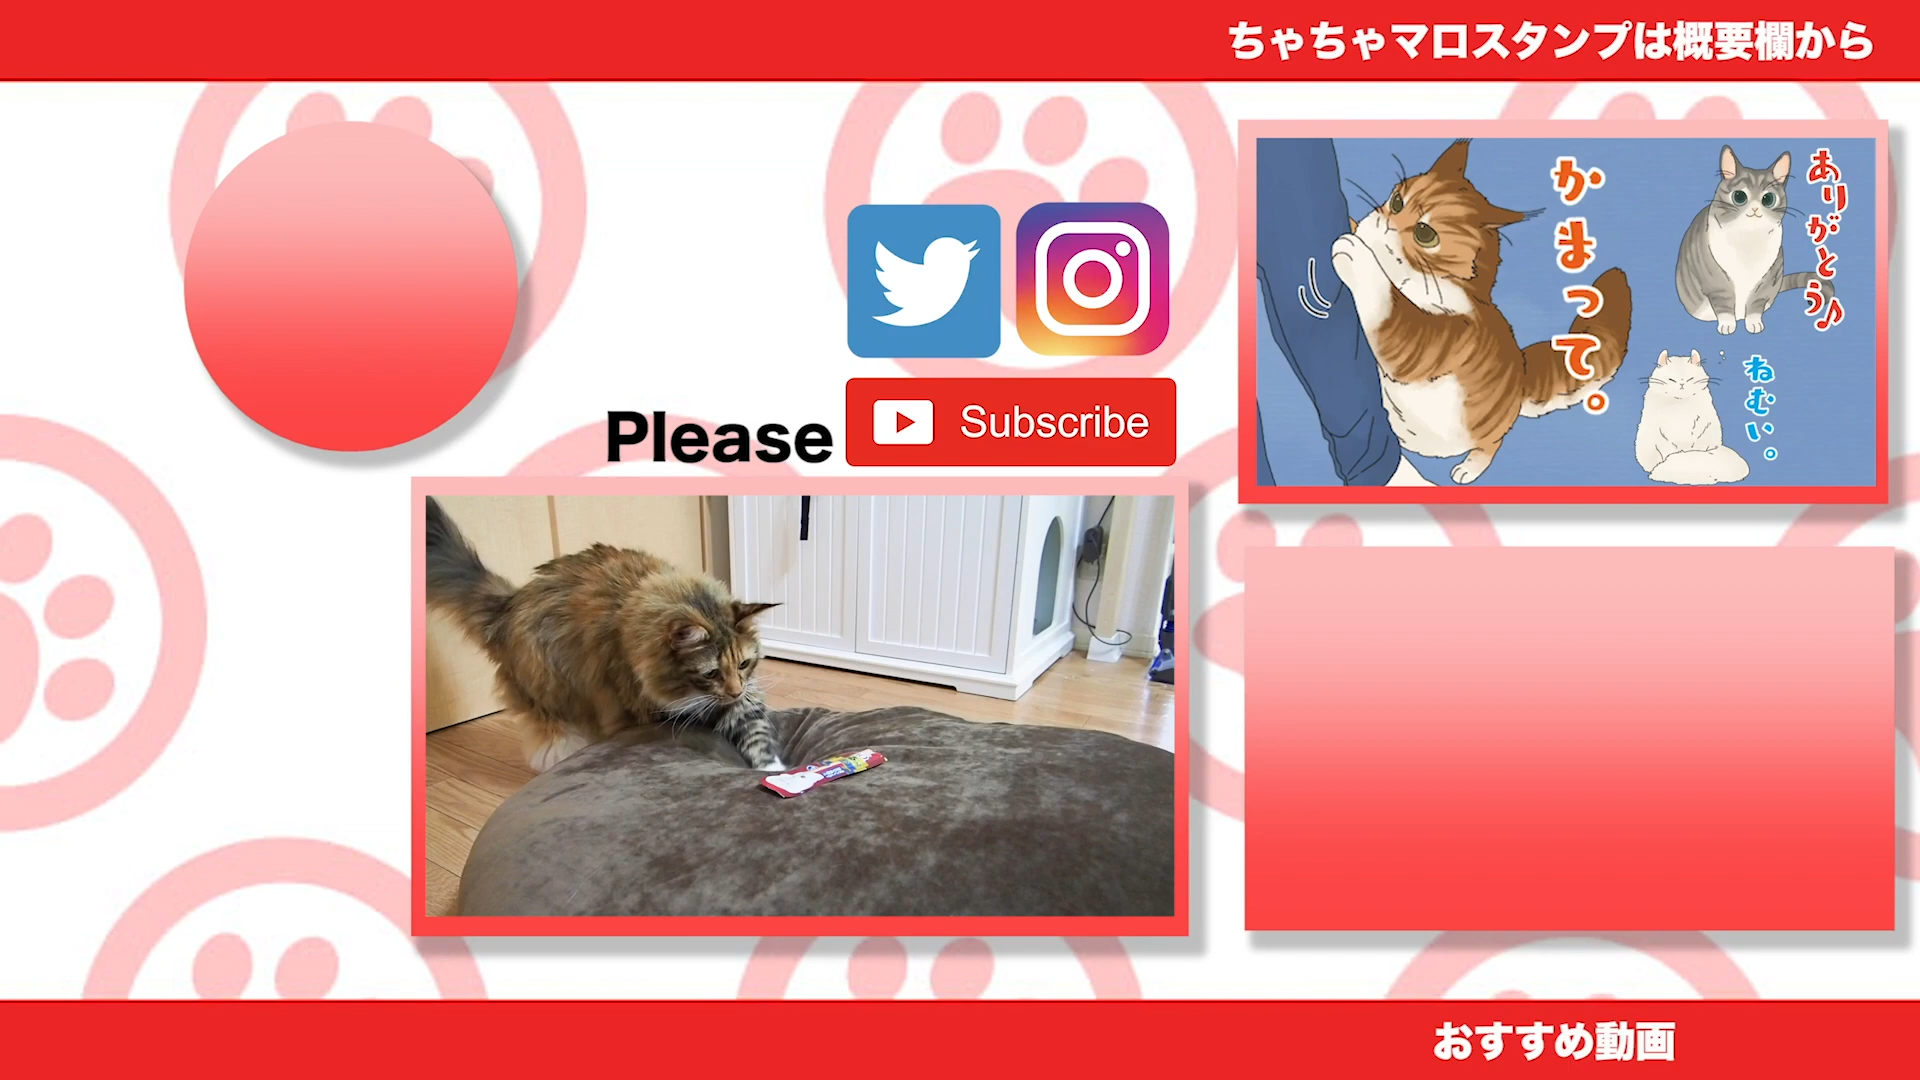 ちゃちゃマロスタンプは概要欄から
かまって。
ありがとう♪
ねむい。
Please
Subscribe
おすすめ動画